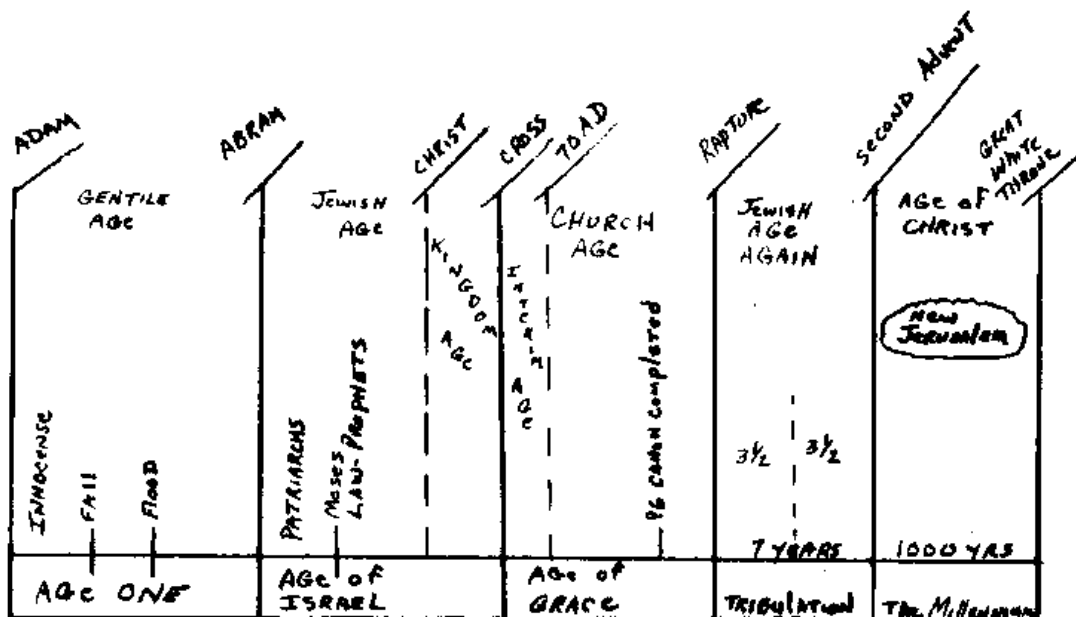 ADAM
ABRAM
CHRIST
CROSS
70 AD
RAPTURE
SECOND ADVENT
GREAT
WHITE
THRONE
GENTILE
AGE
JEWISH
AGE
KINGDOM
AGE
INTERIM
AGE
CHURCH
AGE
JEWISH
AGE
AGAIN
AGE of
CHRIST
NEW
JERUSALEM
INNOCENSE
FALL
FLOOD
PATRIARCHS
MOSES
LAW-PROPHETS
96 CANON COMPLETED
3½
3½
7 YEARS
1000 YRS
AGE ONE
AGE of
ISRAEL
AGE of
GRACE
TRIBULATION
THE MILLENNIUM